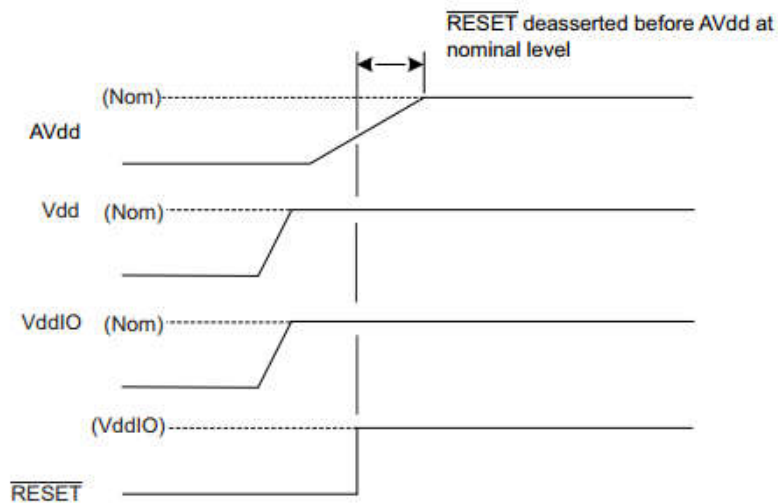 RESET deasserted before AVdd at
nominal level
(Nom)
AVdd
Vdd (Nom)
VddIO (Nom)
(VddIO)
RESET